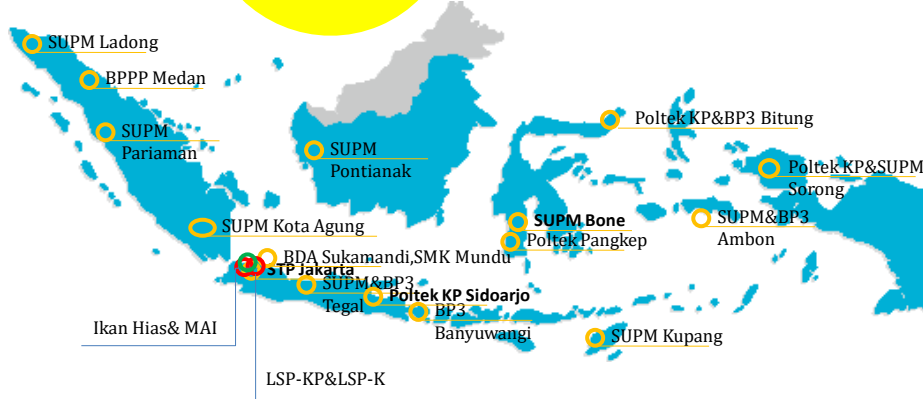 SUPM Ladong
BPPP Medan
SUPM
Pariaman
SUPM
Pontianak
Poltek KP&BP3 Bitung
Poltek KP&SUPM
Sorong
SUPM Kota Agung
SUPM Bone
Poltek Pangkep
SUPM&BP3
Ambon
BDA Sukamandi,SMK Mundu
STP Jakarta
SUPM&BP3
Tegal
Poltek KP Sidoarjo
BP3
Banyuwangi
SUPM Kupang
Ikan Hias& MAI
LSP-KP&LSP-K